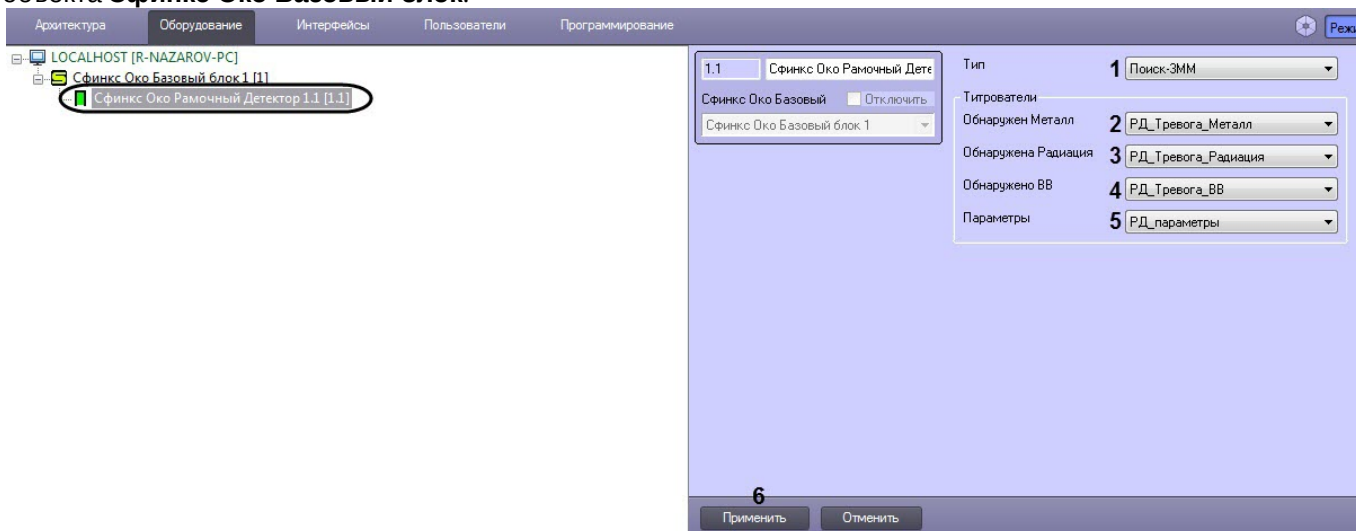 объекта Сфинкс Око Базовый блок.
Архитектура Оборудование Интерфейсы Пользователи Программирование
LOCALHOST [R-NAZAROV-PC]
Сфинкс Око Базовый блок 1 [1]
Сфинкс Око Рамочный Детектор 1.1 [1.1]
1.1 Сфинкс Око Рамочный Дете
Сфинкс Око Базовый Отключить
Сфинкс Око Базовый блок 1
Тип 1 Поиск-3ММ
Титрователи
Обнаружен Металл 2 РД_Тревога_Металл
Обнаружена Радиация 3 РД_Тревога_Радиация
Обнаружено ВВ 4 РД_Тревога_ВВ
Параметры 5 РД_параметры
6
Применить Отменить